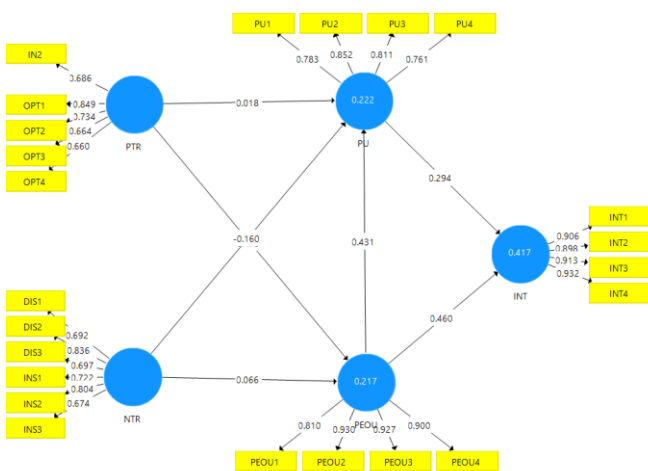 PU1 PU2 PU3 PU4
0.783 0.852 0.811 0.761
IN2
0.686
OPT1
0.849
OPT2
0.734
OPT3
0.664
OPT4
0.660
PTR
0.018
0.222
PU
0.294
-0.160
0.431
INT1
0.906
INT2
0.898
INT3
0.913
INT4
0.932
0.417
INT
0.460
DIS1
0.692
DIS2
0.836
DIS3
0.697
INS1
0.722
INS2
0.804
INS3
0.674
NTR
0.066
0.217
PEOU
0.810 0.930 0.927 0.900
PEOU1 PEOU2 PEOU3 PEOU4